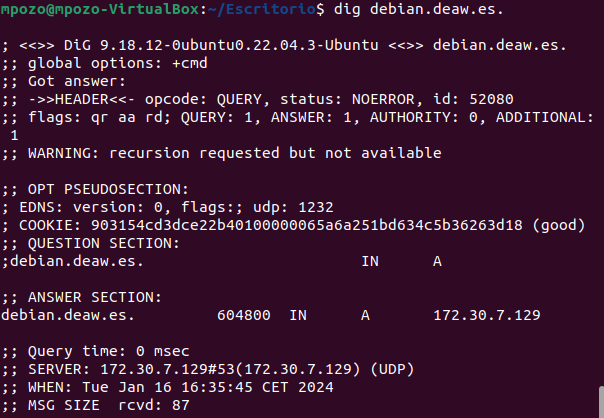 mpozo@mpozo-VirtualBox:~/Escritorio$ dig debian.deaw.es.

; <<>> DiG 9.18.12-0ubuntu0.22.04.3-Ubuntu <<>> debian.deaw.es.
;; global options: +cmd
;; Got answer:
;; ->>HEADER<<- opcode: QUERY, status: NOERROR, id: 52080
;; flags: qr aa rd; QUERY: 1, ANSWER: 1, AUTHORITY: 0, ADDITIONAL:
 1
;; WARNING: recursion requested but not available

;; OPT PSEUDOSECTION:
; EDNS: version: 0, flags:; udp: 1232
; COOKIE: 903154cd3dce22b40100000065a6a251bd634c5b36263d18 (good)
;; QUESTION SECTION:
;debian.deaw.es.                        IN      A

;; ANSWER SECTION:
debian.deaw.es.         604800  IN      A       172.30.7.129

;; Query time: 0 msec
;; SERVER: 172.30.7.129#53(172.30.7.129) (UDP)
;; WHEN: Tue Jan 16 16:35:45 CET 2024
;; MSG SIZE  rcvd: 87